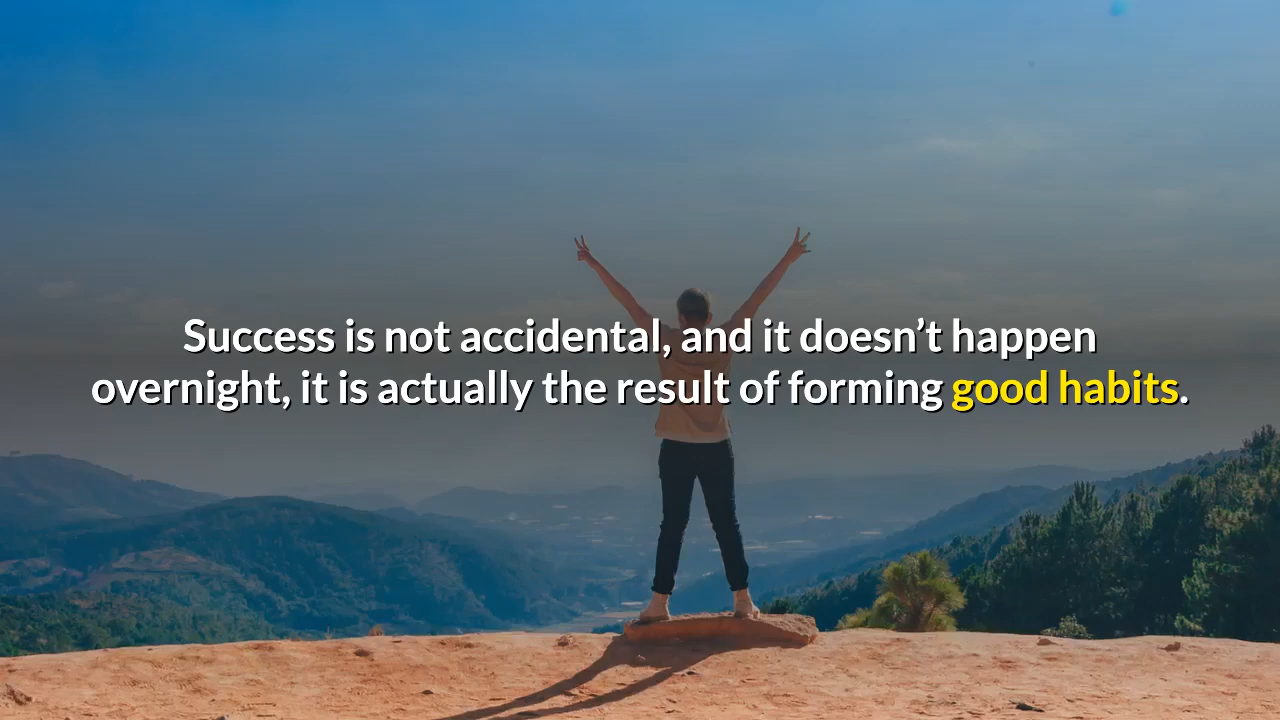 Success is not accidental, and it doesn’t happen
overnight, it is actually the result of forming good habits.